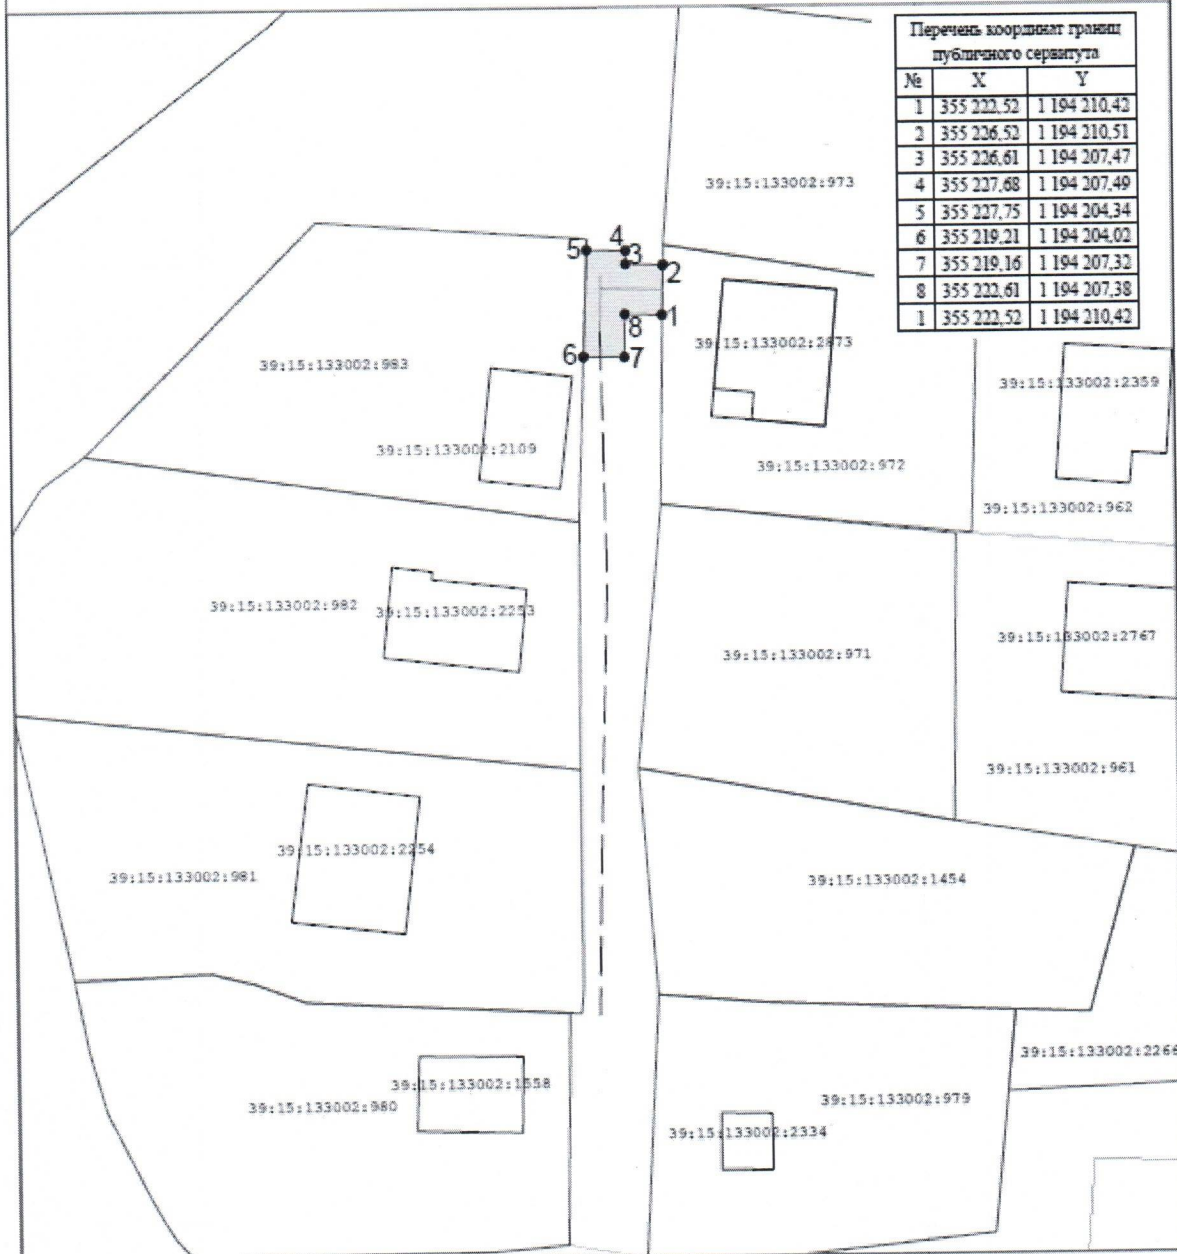 Перечень координат границ
публичного сервитута
№ X Y
1 355 222,52 1 194 210,42
2 355 226,52 1 194 210,51
3 355 226,61 1 194 207,47
4 355 227,68 1 194 207,49
5 355 227,75 1 194 204,34
6 355 219,21 1 194 204,02
7 355 219,16 1 194 207,32
8 355 222,61 1 194 207,38
1 355 222,52 1 194 210,42
39:15:133002:973
4
5
3
2
1
8
6
7
39:15:133002:2873
39:15:133002:983
39:15:133002:2359
39:15:133002:2109
39:15:133002:972
39:15:133002:962
39:15:133002:982
39:15:133002:2253
39:15:133002:2767
39:15:133002:971
39:15:133002:961
39:15:133002:2254
39:15:133002:981
39:15:133002:1454
39:15:133002:2266
39:15:133002:1558
39:15:133002:980
39:15:133002:979
39:15:133002:2334